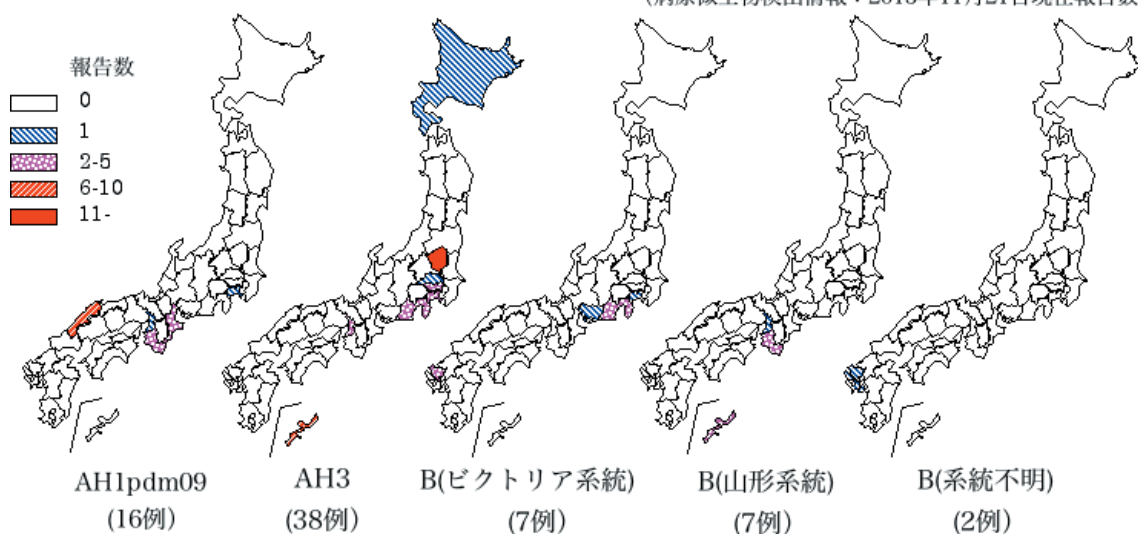 報告数
0
1
2-5
6-10
11-
AH1pdm09
(16例)
AH3
(38例)
B(ビクトリア系統)
(7例)
B(山形系統)
(7例)
B(系統不明)
(2例)